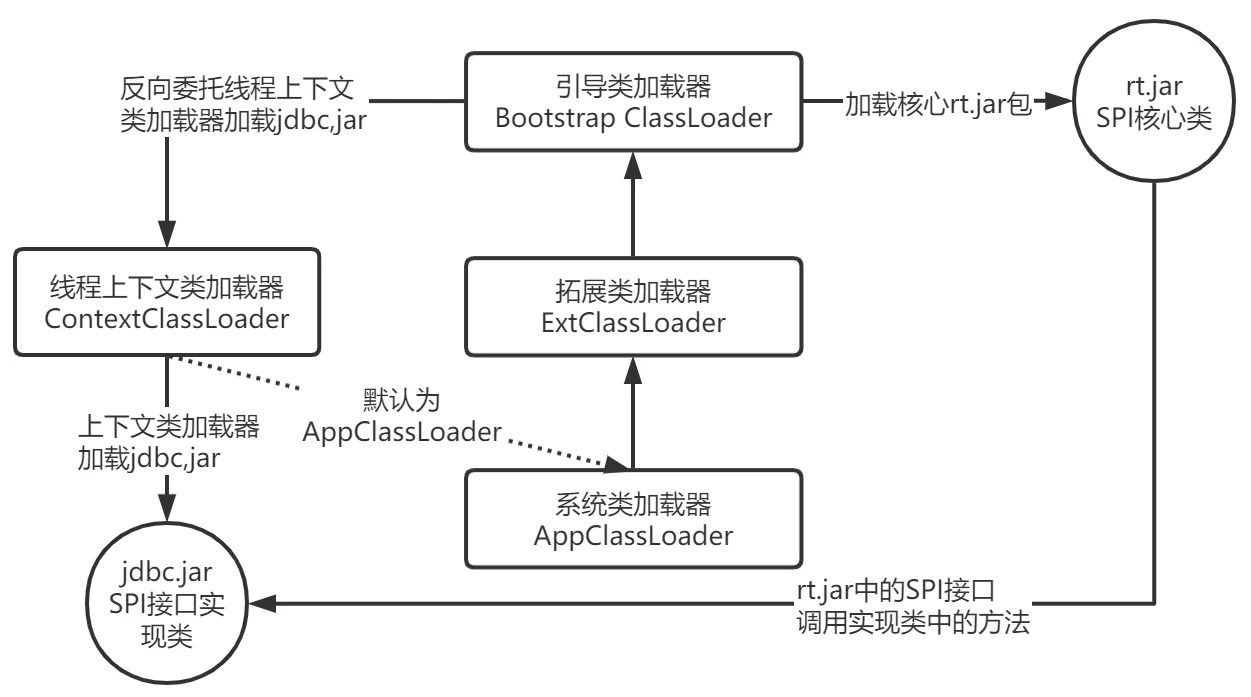 反向委托线程上下文
类加载器加载jdbc,jar
引导类加载器
Bootstrap ClassLoader
加载核心rt.jar包
rt.jar
SPI核心类
线程上下文类加载器
ContextClassLoader
拓展类加载器
ExtClassLoader
默认为
AppClassLoader
上下文类加载器
加载jdbc,jar
系统类加载器
AppClassLoader
jdbc.jar
SPI接口实
现类
rt.jar中的SPI接口
调用实现类中的方法